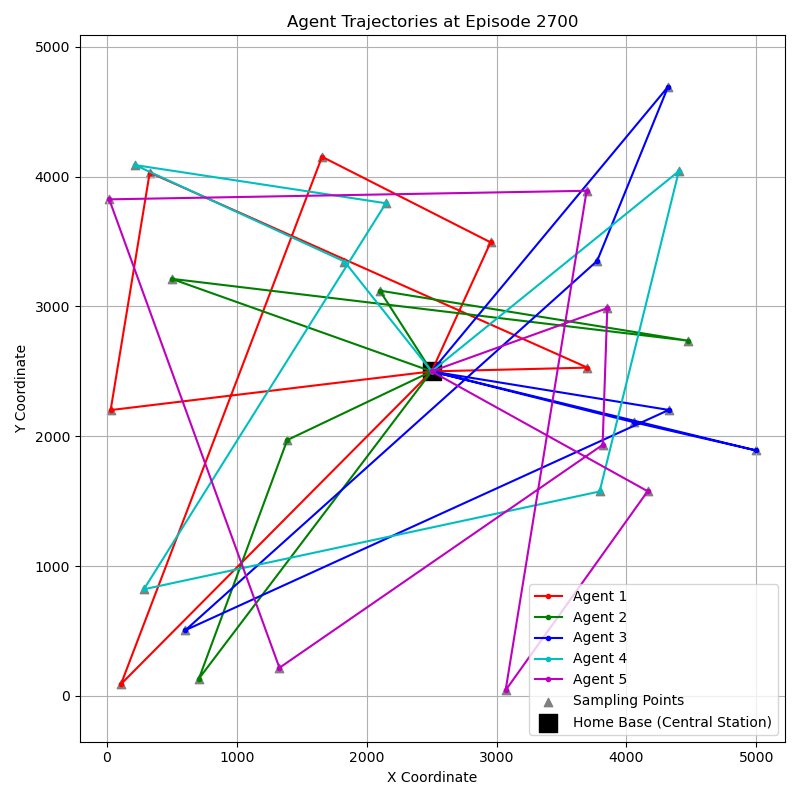 Agent Trajectories at Episode 2700
5000
4000
3000
2000
1000
0
Y Coordinate
0 1000 2000 3000 4000 5000
X Coordinate
Agent 1
Agent 2
Agent 3
Agent 4
Agent 5
Sampling Points
Home Base (Central Station)